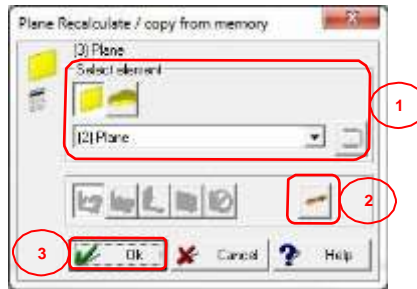 Plane Recalculate / copy from memory
(3) Plane
Select element
1
(2) Plane
2
3
Ok Cancel Help